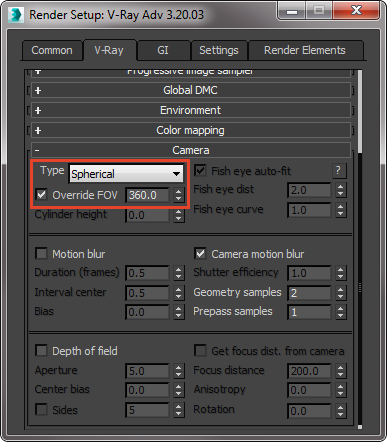 Render Setup: V-Ray Adv 3.20.03
Common V-Ray GI Settings Render Elements
Progressive image sampler
+ Global DMC
+ Environment
+ Color mapping
- Camera
Type Spherical Fish eye auto-fit ?
Override FOV 360.0 Fish eye dist 2.0
Cylinder height 0.0 Fish eye curve 1.0
Motion blur Camera motion blur
Duration (frames) 0.5 Shutter efficiency 1.0
Interval center 0.5 Geometry samples 2
Bias 0.0 Prepass samples 1
Depth of field Get focus dist. from camera
Aperture 5.0 Focus distance 200.0
Center bias 0.0 Anisotropy 0.0
Sides 5 Rotation 0.0